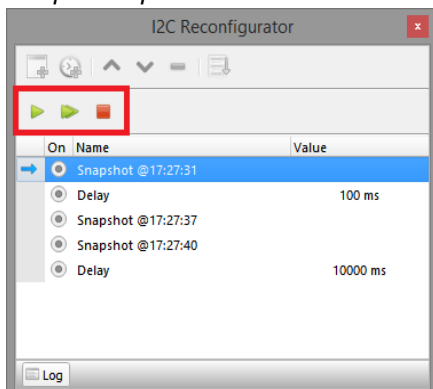 I2C Reconfigurator
x
On Name Value
Snapshot @17:27:31
Delay 100 ms
Snapshot @17:27:37
Snapshot @17:27:40
Delay 10000 ms
Log